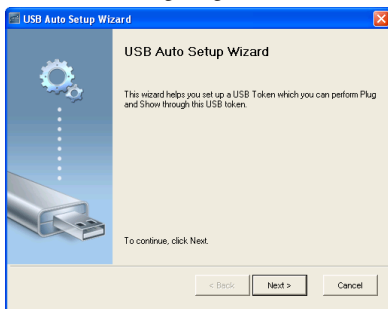 USB Auto Setup Wizard
USB Auto Setup Wizard
This wizard helps you set up a USB Token which you can perform Plug
and Show through this USB token.
To continue, click Next.
< Back
Next >
Cancel